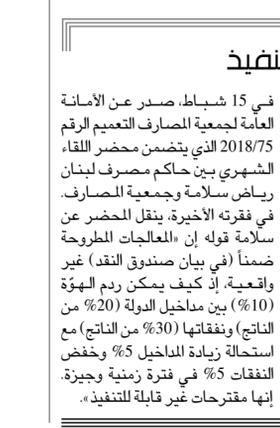 نفيذ
في 15 شباط، صدر عن الأمانة
العامة لجمعية المصارف التعميم الرقم
2018/75 الذي يتضمن محضر اللقاء
الشهري بين حاكم مصرف لبنان
رياض سلامة وجمعية المصارف.
في فقرته الأخيرة، ينقل المحضر عن
سلامة قوله إن «المعالجات المطروحة
ضمناً (في بيان صندوق النقد) غير
واقعية، إذ كيف يمكن ردم الهوّة
(10%) بين مداخيل الدولة (20% من
الناتج) ونفقاتها (30% من الناتج) مع
استحالة زيادة المداخيل 5% وخفض
النفقات 5% في فترة زمنية وجيزة.
إنها مقترحات غير قابلة للتنفيذ».